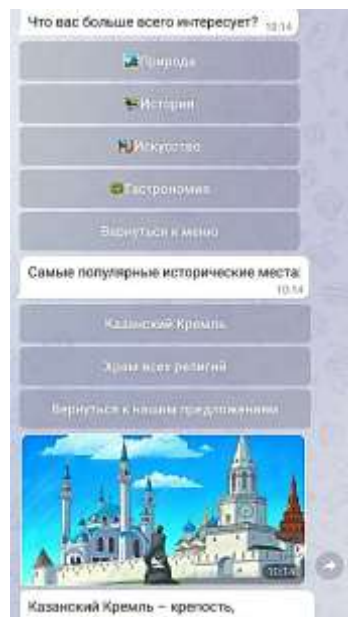 Что вас больше всего интересует? 10:14
Природа
История
Искусство
Гастрономия
Вернуться в меню
Самые популярные исторические места:
10:14
Казанский Кремль
Храм всех религий
Вернуться к нашим предложениям
10:14
Казанский Кремль – крепость,